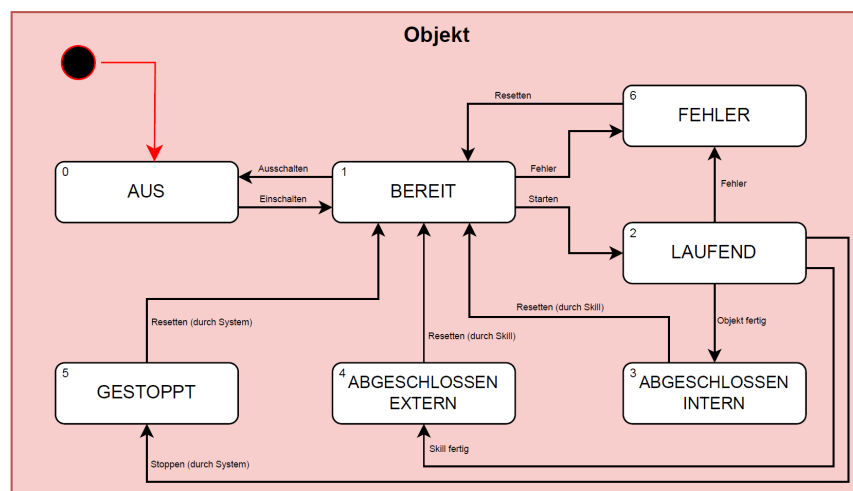 Objekt
Resetten
6
FEHLER
0
AUS
Ausschalten
Einschalten
1
BEREIT
Fehler
Starten
Fehler
2
LAUFEND
Resetten (durch System)
Resetten (durch Skill)
Resetten (durch Skill)
Objekt fertig
5
GESTOPPT
4
ABGESCHLOSSEN
EXTERN
3
ABGESCHLOSSEN
INTERN
Skill fertig
Stoppen (durch System)